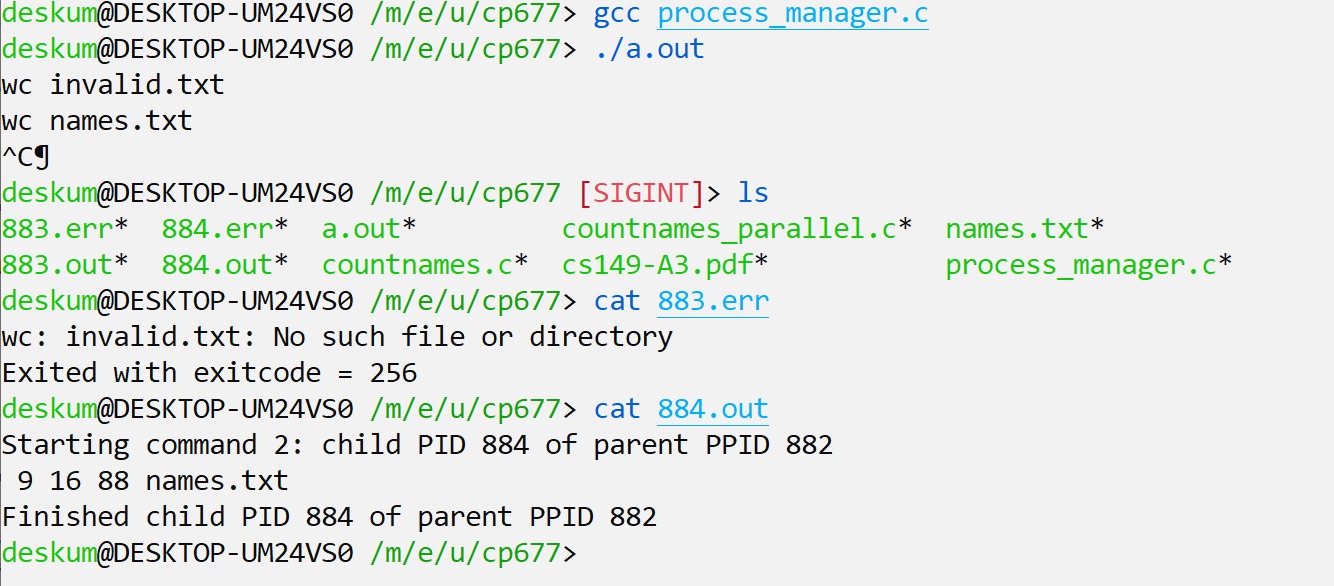 deskum@DESKTOP-UM24VS0 /m/e/u/cp677> gcc process_manager.c
deskum@DESKTOP-UM24VS0 /m/e/u/cp677> ./a.out
wc invalid.txt
wc names.txt
^C¶
deskum@DESKTOP-UM24VS0 /m/e/u/cp677 [SIGINT]> ls
883.err*  884.err*  a.out*         countnames_parallel.c*  names.txt*
883.out*  884.out*  countnames.c*  cs149-A3.pdf*           process_manager.c*
deskum@DESKTOP-UM24VS0 /m/e/u/cp677> cat 883.err
wc: invalid.txt: No such file or directory
Exited with exitcode = 256
deskum@DESKTOP-UM24VS0 /m/e/u/cp677> cat 884.out
Starting command 2: child PID 884 of parent PPID 882
 9 16 88 names.txt
Finished child PID 884 of parent PPID 882
deskum@DESKTOP-UM24VS0 /m/e/u/cp677>